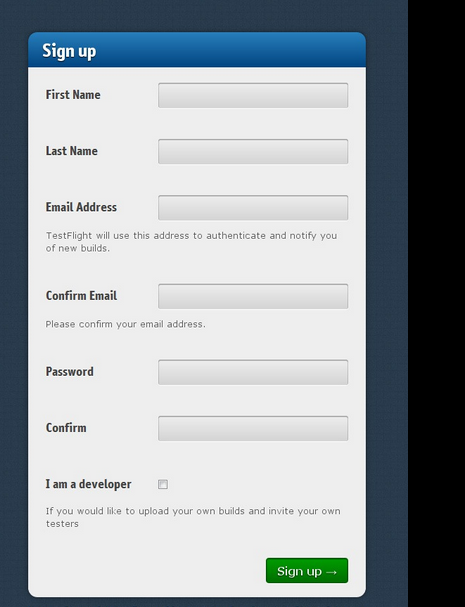 Sign up
First Name
Last Name
Email Address
TestFlight will use this address to authenticate and notify you
of new builds.
Confirm Email
Please confirm your email address.
Password
Confirm
I am a developer
If you would like to upload your own builds and invite your own
testers
Sign up →